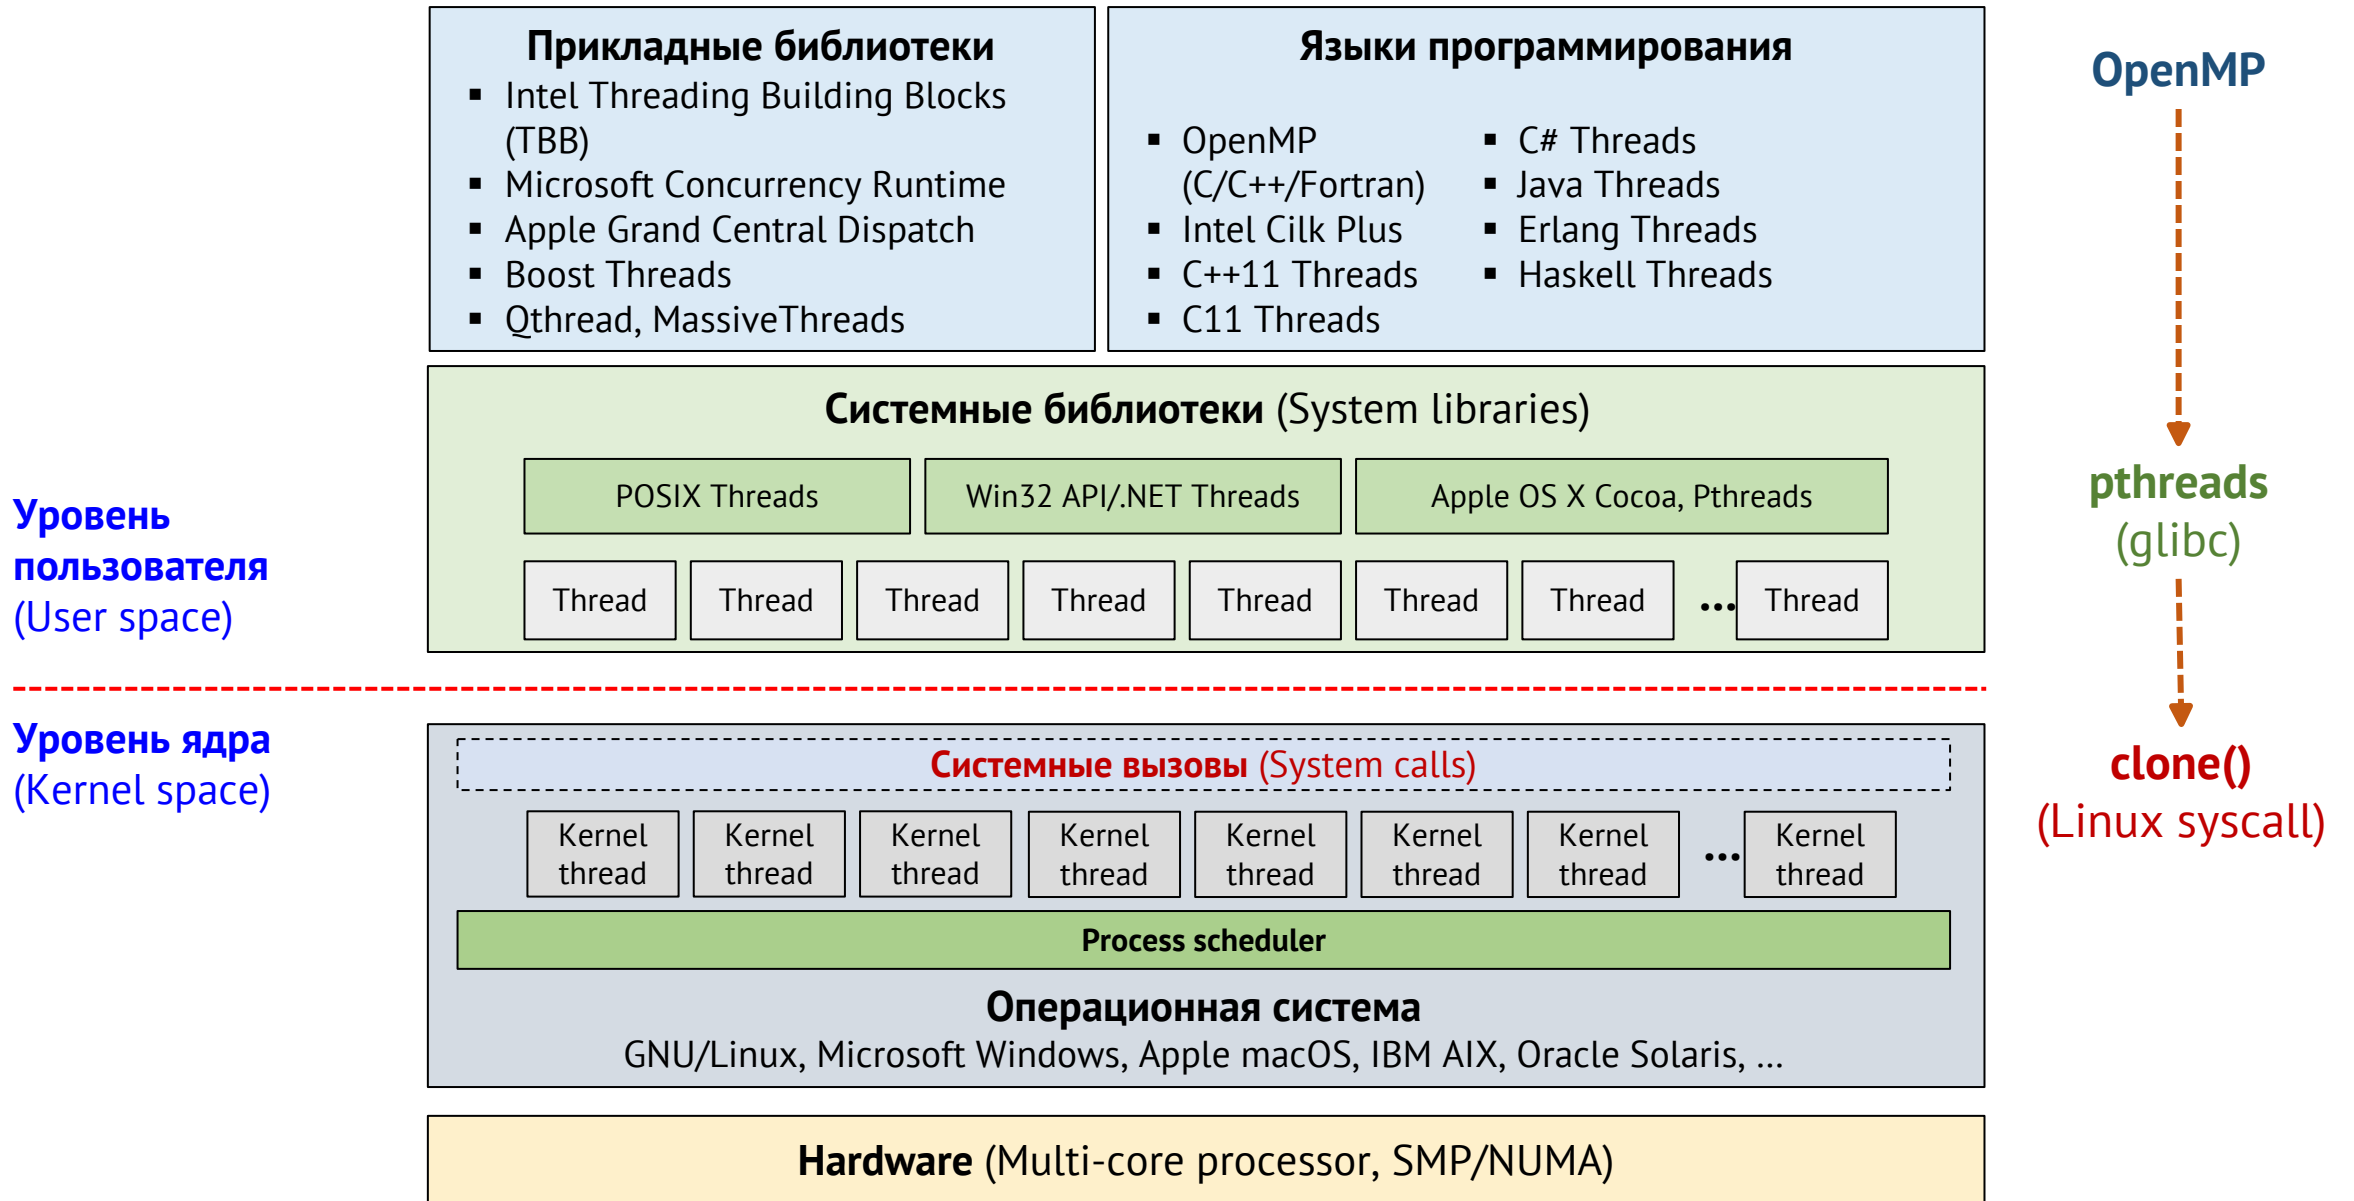 Прикладные библиотеки
▪ Intel Threading Building Blocks
(TBB)
▪ Microsoft Concurrency Runtime
▪ Apple Grand Central Dispatch
▪ Boost Threads
▪ Qthread, MassiveThreads
Языки программирования
▪ OpenMP
(C/C++/Fortran)
▪ Intel Cilk Plus
▪ C++11 Threads
▪ C11 Threads
▪ C# Threads
▪ Java Threads
▪ Erlang Threads
▪ Haskell Threads
OpenMP
Системные библиотеки (System libraries)
POSIX Threads
Win32 API/.NET Threads
Apple OS X Cocoa, Pthreads
Thread
Thread
Thread
Thread
Thread
Thread
Thread
...
Thread
Уровень
пользователя
(User space)
pthreads
(glibc)
Уровень ядра
(Kernel space)
Системные вызовы (System calls)
Kernel
thread
Kernel
thread
Kernel
thread
Kernel
thread
Kernel
thread
Kernel
thread
Kernel
thread
...
Kernel
thread
clone()
(Linux syscall)
Process scheduler
Операционная система
GNU/Linux, Microsoft Windows, Apple macOS, IBM AIX, Oracle Solaris, ...
Hardware (Multi-core processor, SMP/NUMA)